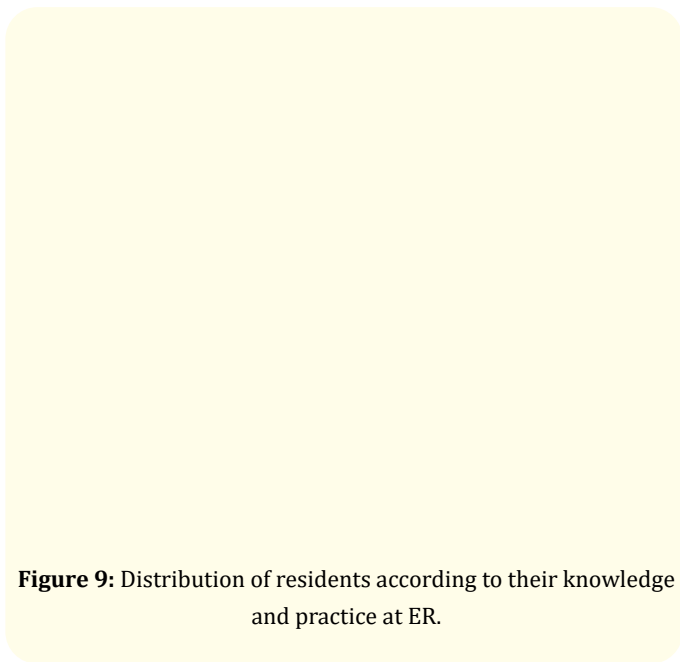 Figure 9: Distribution of residents according to their knowledge
and practice at ER.